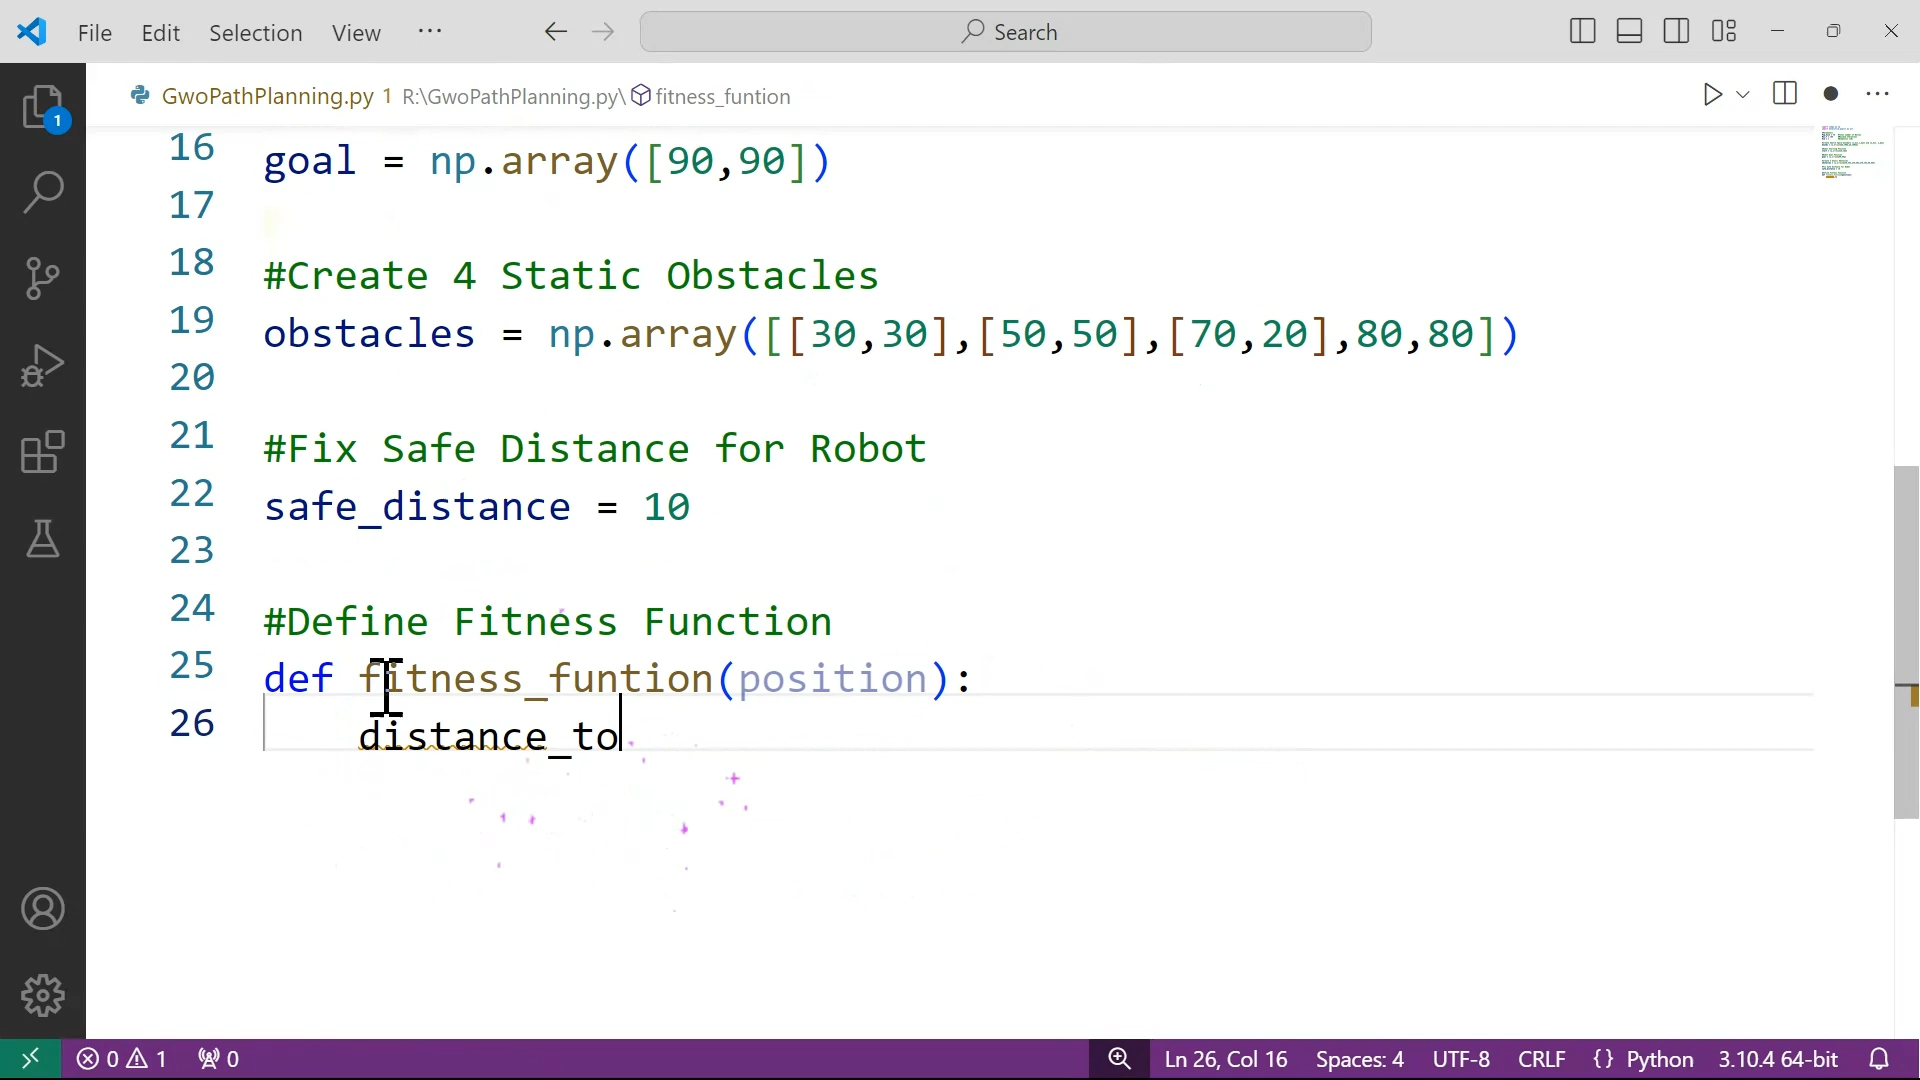 File Edit Selection View ··· Search
GwoPathPlanning.py 1 R:\GwoPathPlanning.py\ fitness_funtion
1
16 goal = np.array([90,90])
17
18 #Create 4 Static Obstacles
19 obstacles = np.array([[30,30],[50,50],[70,20],80,80])
20
21 #Fix Safe Distance for Robot
22 safe_distance = 10
23
24 #Define Fitness Function
25 def fitness_funtion(position):
26 distance_to
0 1 0 Ln 26, Col 16 Spaces: 4 UTF-8 CRLF {} Python 3.10.4 64-bit